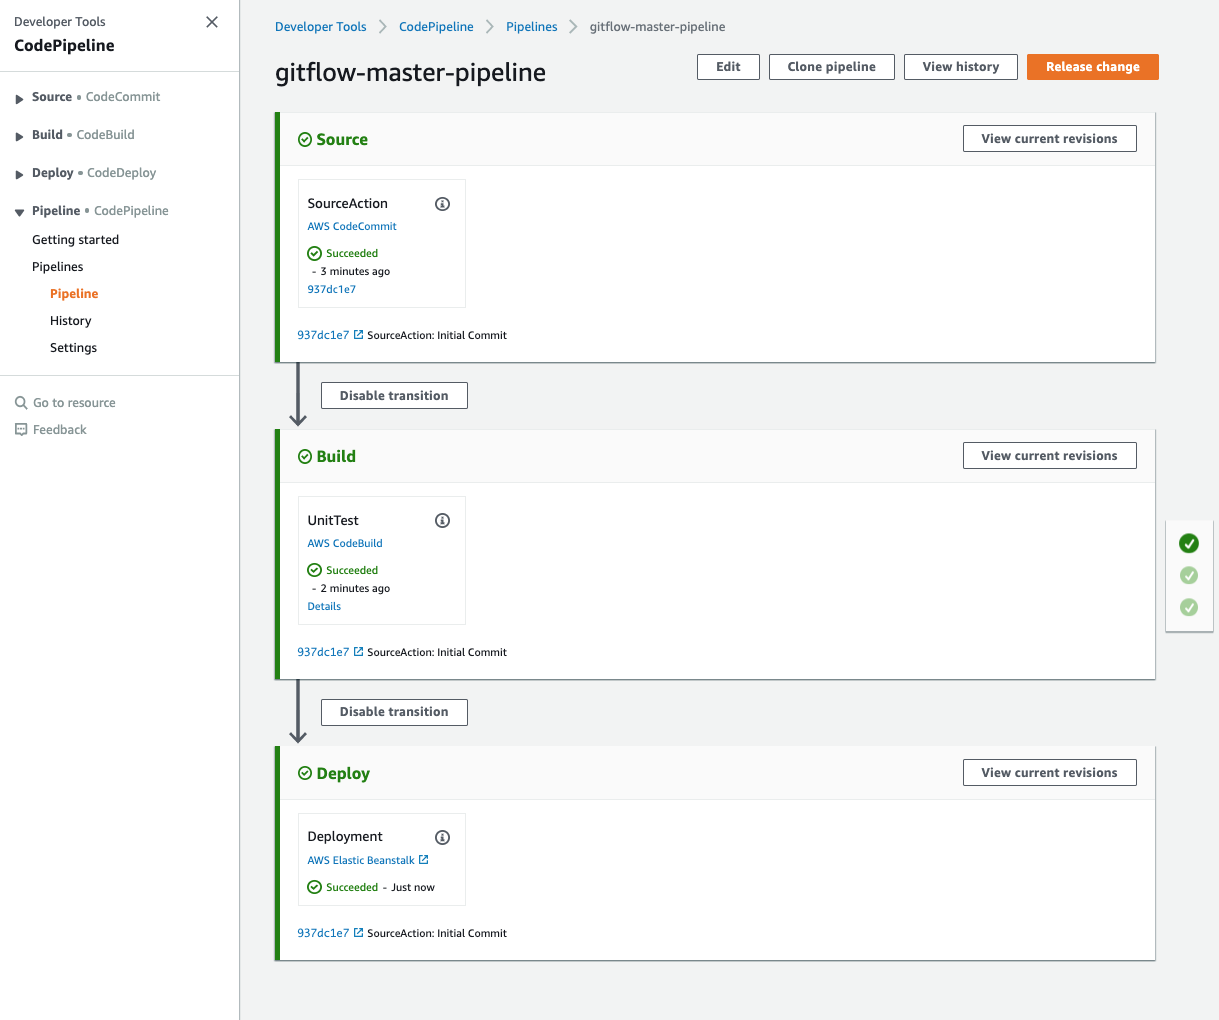 Developer Tools
CodePipeline
Source • CodeCommit
Build • CodeBuild
Deploy • CodeDeploy
Pipeline • CodePipeline
Getting started
Pipelines
Pipeline
History
Settings
Go to resource
Feedback
Developer Tools
CodePipeline
Pipelines
gitflow-master-pipeline
gitflow-master-pipeline
Edit
Clone pipeline
View history
Release change
Source
View current revisions
SourceAction
AWS CodeCommit
Succeeded
- 3 minutes ago
937dc1e7
937dc1e7 SourceAction: Initial Commit
Disable transition
Build
View current revisions
UnitTest
AWS CodeBuild
Succeeded
- 2 minutes ago
Details
937dc1e7 SourceAction: Initial Commit
Disable transition
Deploy
View current revisions
Deployment
AWS Elastic Beanstalk
Succeeded - Just now
937dc1e7 SourceAction: Initial Commit